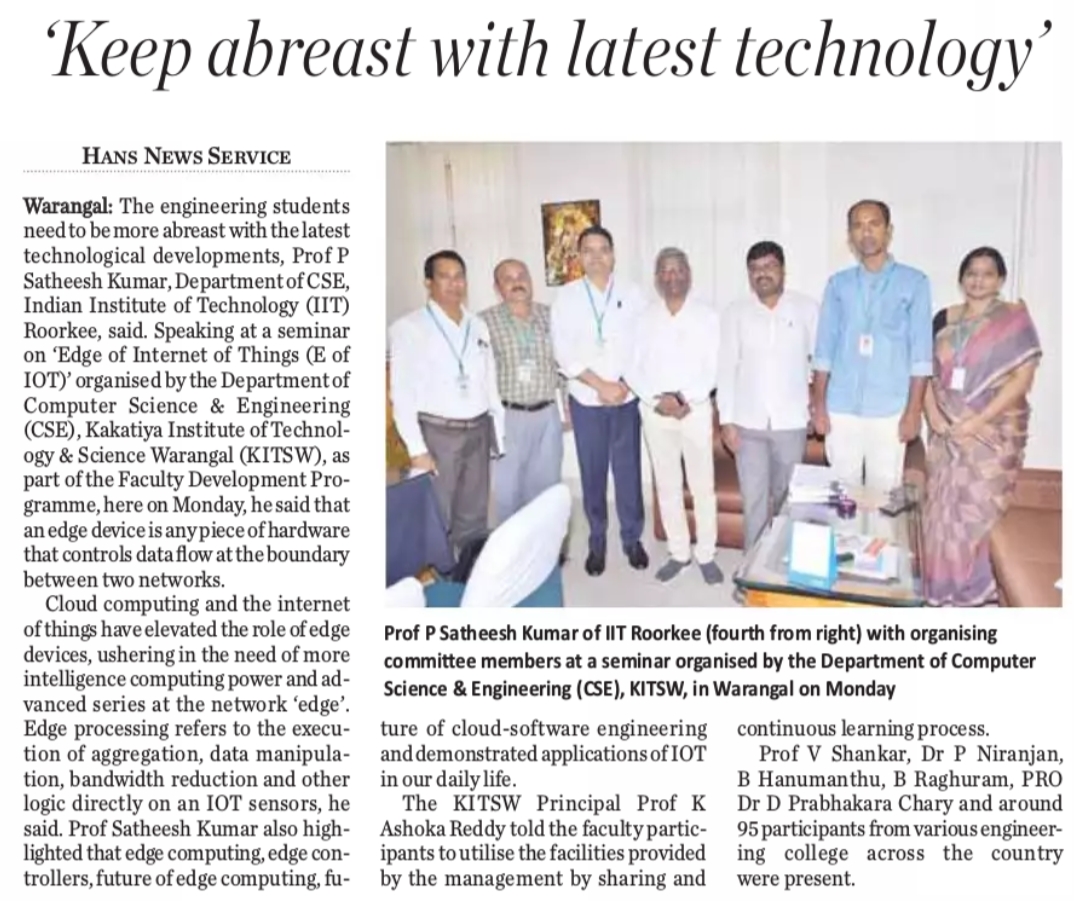 ‘Keep abreast with latest technology’
HANS NEWS SERVICE
Warangal: The engineering students
need to be more abreast with the latest
technological developments, Prof P
Satheesh Kumar, Department of CSE,
Indian Institute of Technology (IIT)
Roorkee, said. Speaking at a seminar
on ‘Edge of Internet of Things (E of
IOT)’ organised by the Department of
Computer Science & Engineering
(CSE), Kakatiya Institute of Technol-
ogy & Science Warangal (KITSW), as
part of the Faculty Development Pro-
gramme, here on Monday, he said that
an edge device is any piece of hardware
that controls data flow at the boundary
between two networks.
Cloud computing and the internet
of things have elevated the role of edge
devices, ushering in the need of more
intelligence computing power and ad-
vanced series at the network ‘edge’.
Edge processing refers to the execu-
tion of aggregation, data manipula-
tion, bandwidth reduction and other
logic directly on an IOT sensors, he
said. Prof Satheesh Kumar also high-
lighted that edge computing, edge con-
trollers, future of edge computing, fu-
Prof P Satheesh Kumar of IIT Roorkee (fourth from right) with organising
committee members at a seminar organised by the Department of Computer
Science & Engineering (CSE), KITSW, in Warangal on Monday
ture of cloud-software engineering
and demonstrated applications of IOT
in our daily life.
The KITSW Principal Prof K
Ashoka Reddy told the faculty partic-
ipants to utilise the facilities provided
by the management by sharing and
continuous learning process.
Prof V Shankar, Dr P Niranjan,
B Hanumanthu, B Raghuram, PRO
Dr D Prabhakara Chary and around
95 participants from various engineer-
ing college across the country
were present.